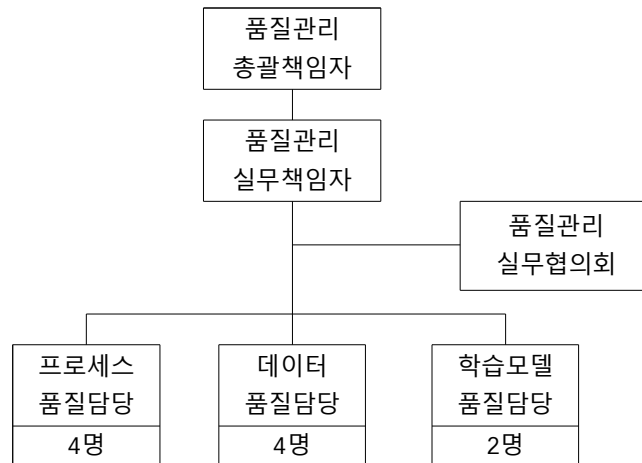 품질관리
총괄책임자
품질관리
실무책임자
품질관리
실무협의회
프로세스
품질담당
4명
데이터
품질담당
4명
학습모델
품질담당
2명